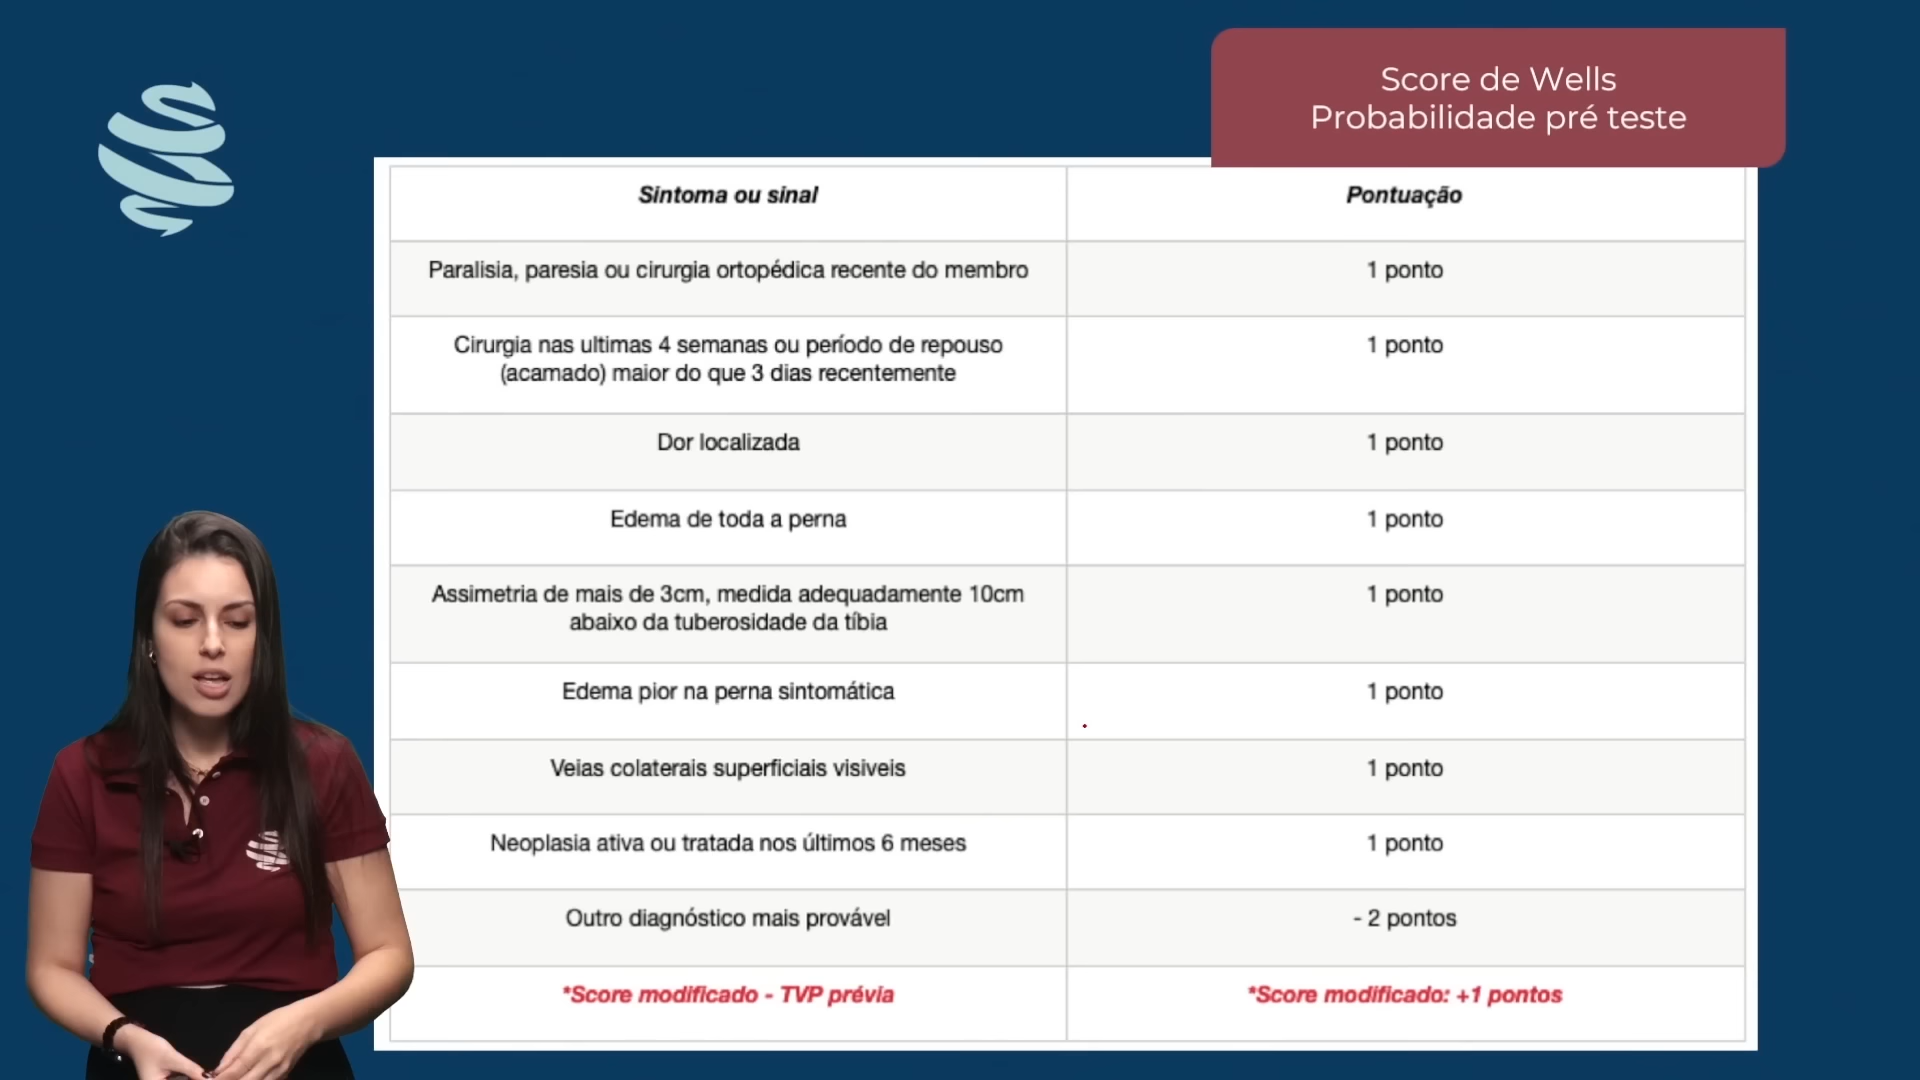 Score de Wells
Probabilidade pré teste
Sintoma ou sinal
Pontuação
Paralisia, paresia ou cirurgia ortopédica recente do membro
1 ponto
Cirurgia nas ultimas 4 semanas ou período de repouso
(acamado) maior do que 3 dias recentemente
1 ponto
Dor localizada
1 ponto
Edema de toda a perna
1 ponto
Assimetria de mais de 3cm, medida adequadamente 10cm
abaixo da tuberosidade da tíbia
1 ponto
Edema pior na perna sintomática
1 ponto
Veias colaterais superficiais visiveis
1 ponto
Neoplasia ativa ou tratada nos últimos 6 meses
1 ponto
Outro diagnóstico mais provável
- 2 pontos
*Score modificado - TVP prévia
*Score modificado: +1 pontos